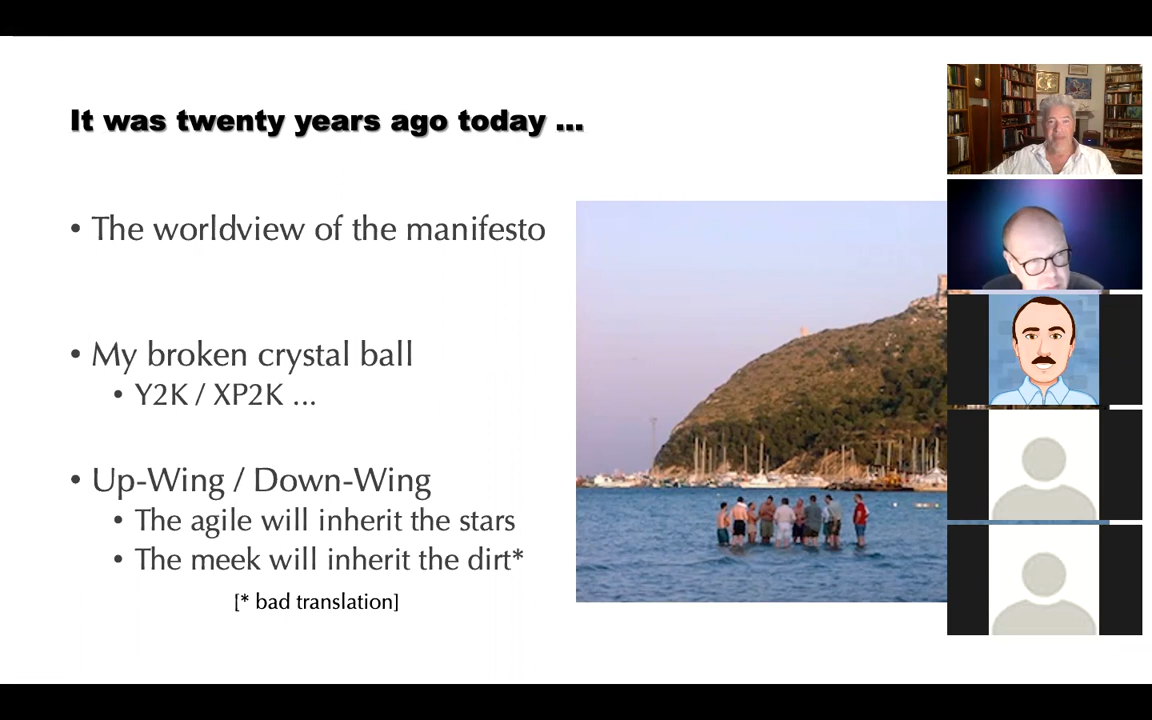 It was twenty years ago today ...
• The worldview of the manifesto
• My broken crystal ball
• Y2K / XP2K ...
• Up-Wing / Down-Wing
• The agile will inherit the stars
• The meek will inherit the dirt*
[* bad translation]